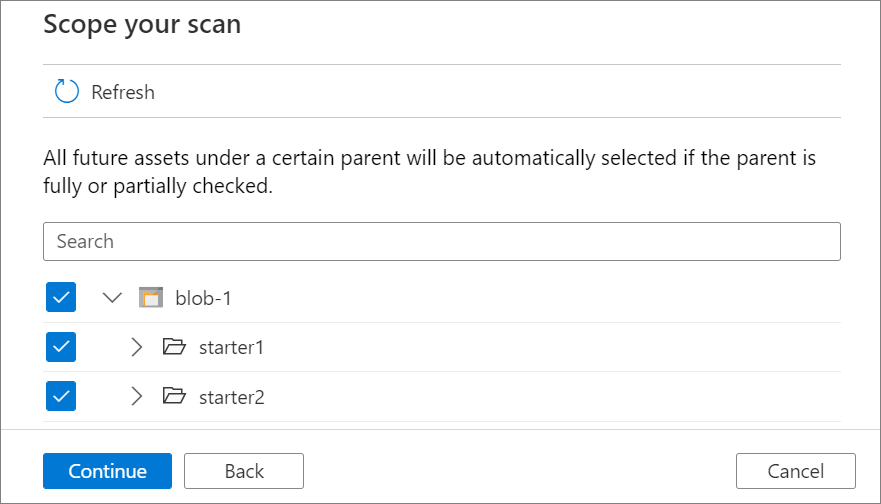 Scope your scan
Refresh
All future assets under a certain parent will be automatically selected if the parent is
fully or partially checked.
Search
blob-1
starter1
starter2
Continue
Back
Cancel